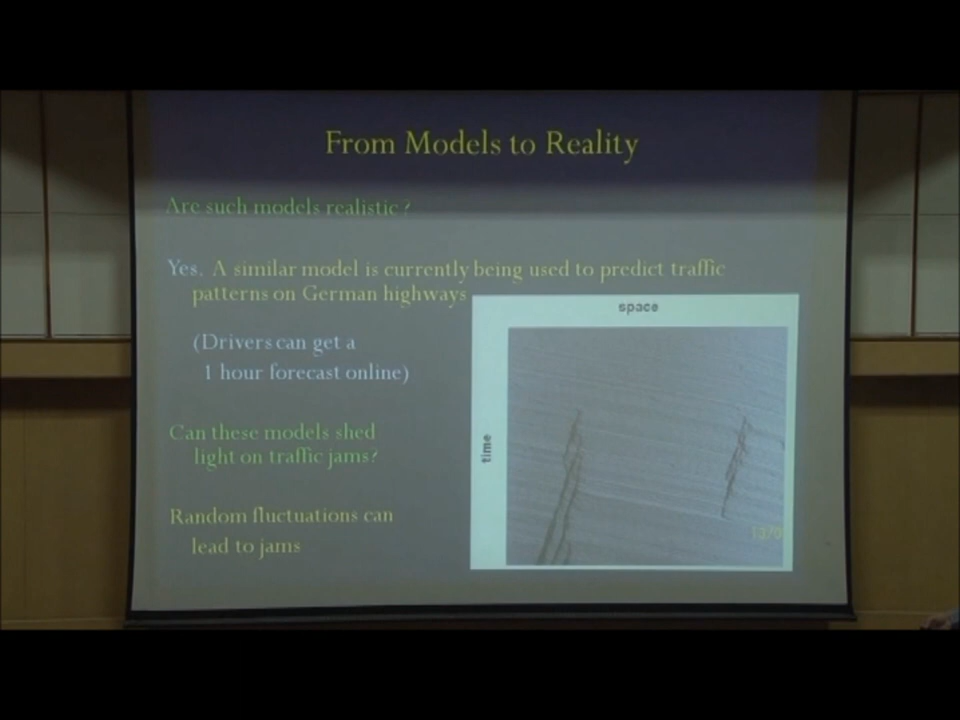 From Models to Reality
Are such models realistic?
Yes. A similar model is currently being used to predict traffic
patterns on German highways
space
(Drivers can get a
1 hour forecast online)
Can these models shed
light on traffic jams?
time
Random fluctuations can
lead to jams